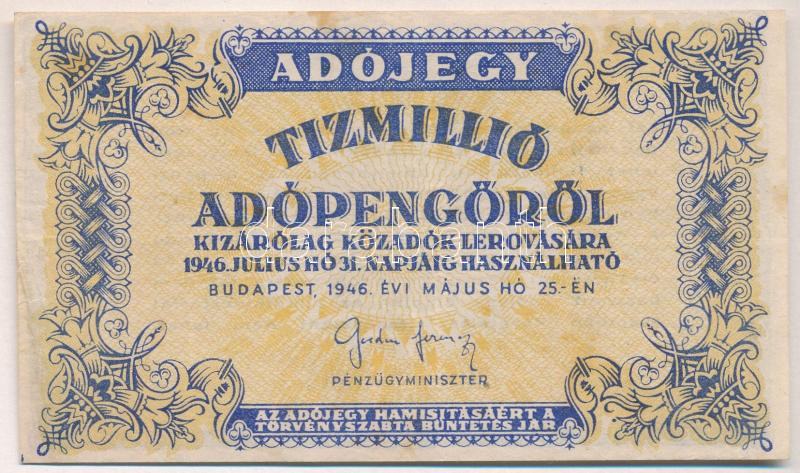 ADÓJEGY
TIZMILLIÓ
ADÓPENGŐRŐL
KIZÁRÓLAG KÖZADÓK LEROVÁSÁRA
1946. JULIUS HÓ 31. NAPJÁIG HASZNÁLHATÓ
BUDAPEST, 1946. ÉVI MÁJUS HÓ 25.-ÉN
PÉNZÜGYMINISZTER
AZ ADÓJEGY HAMISITÁSÁÉRT A
TÖRVÉNYSZABTA BÜNTETÉS JÁR